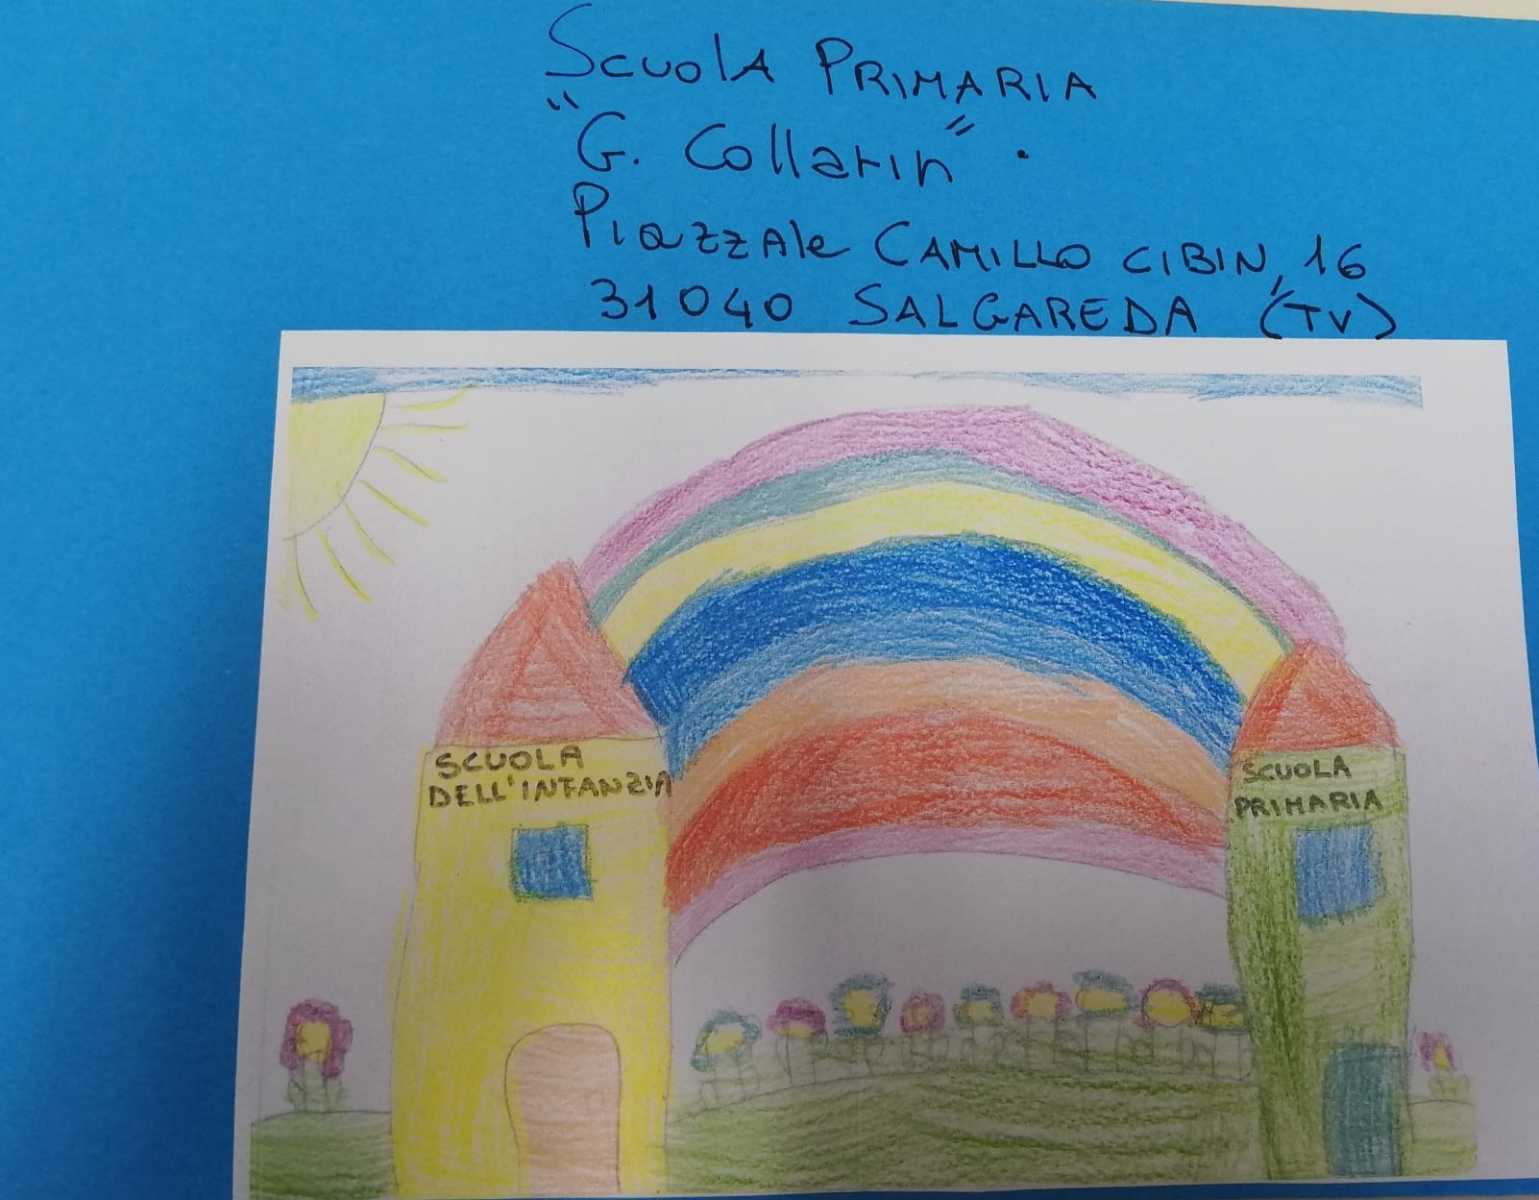 Scuola PRIMARIA
"G. Collarin".
Piazzale CAMILLO CIBIN, 16
31040 SALGAREDA (TV)
SCUOLA
DELL'INFANZIA
SCUOLA
PRIMARIA